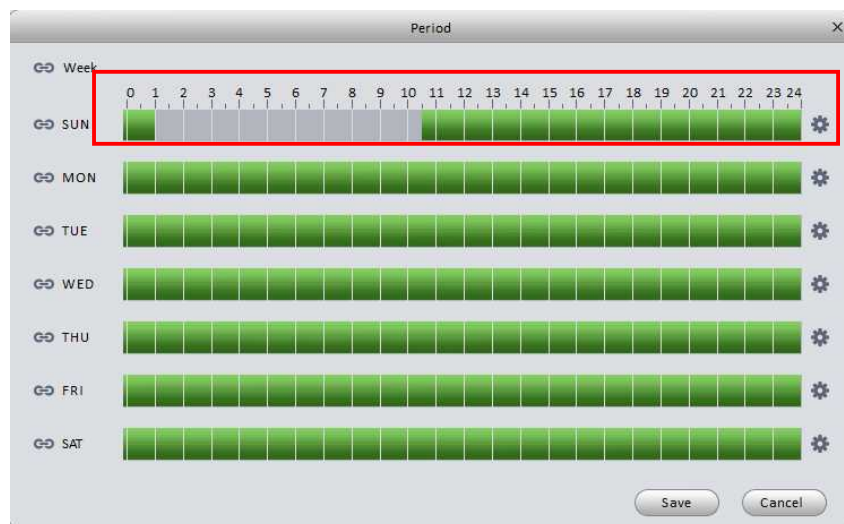 Period
Week
0 1 2 3 4 5 6 7 8 9 10 11 12 13 14 15 16 17 18 19 20 21 22 23 24
SUN
MON
TUE
WED
THU
FRI
SAT
Save Cancel